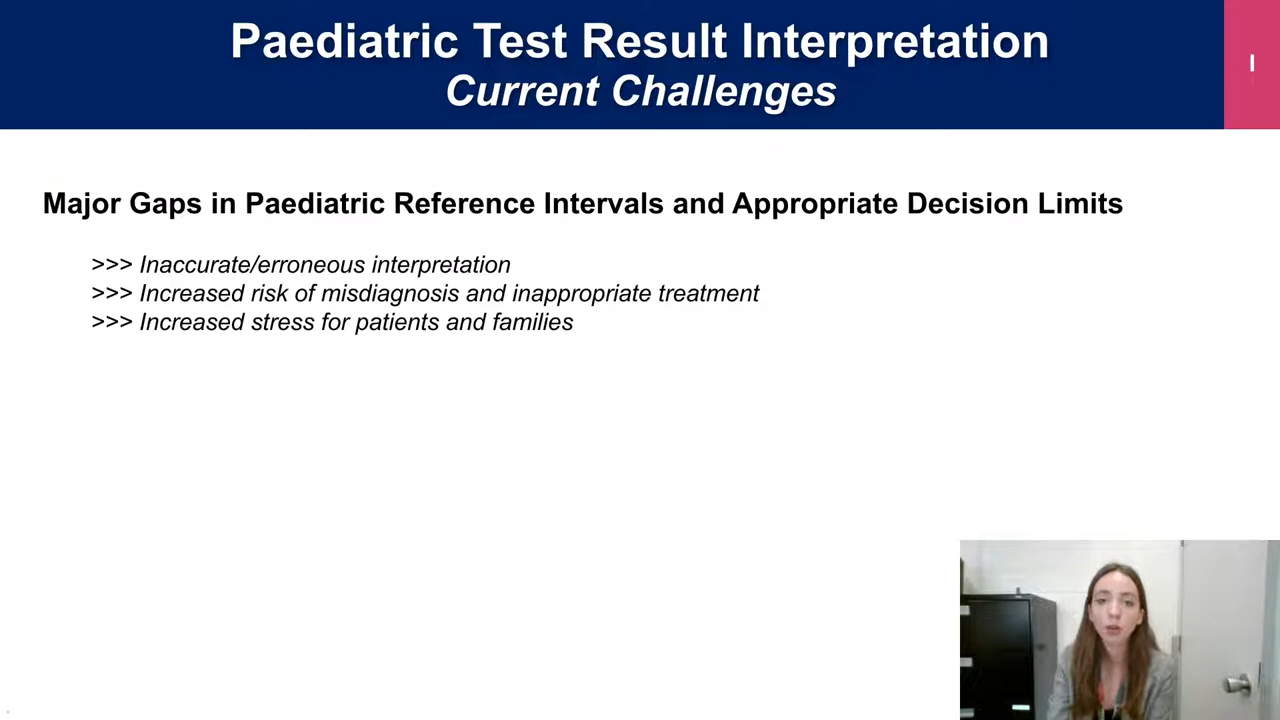 Paediatric Test Result Interpretation
Current Challenges
Major Gaps in Paediatric Reference Intervals and Appropriate Decision Limits
>>> Inaccurate/erroneous interpretation
>>> Increased risk of misdiagnosis and inappropriate treatment
>>> Increased stress for patients and families